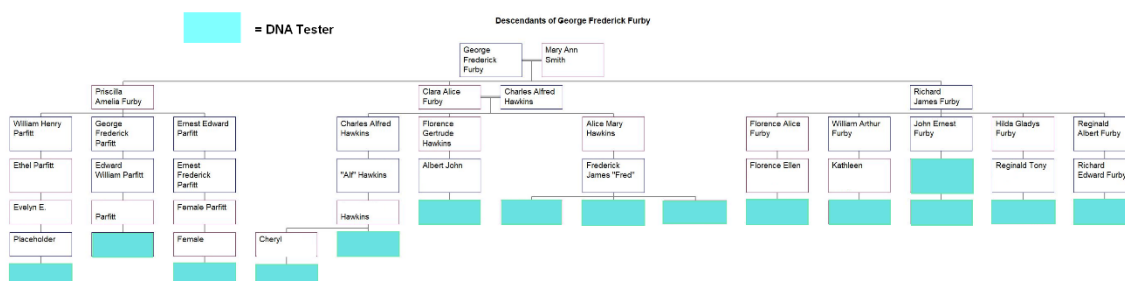 Descendants of George Frederick Furby
= DNA Tester
George
Frederick
Furby
Mary Ann
Smith
Priscilla
Amelia Furby
Clara Alice
Furby
Charles Alfred
Hawkins
Richard
James Furby
William Henry
Parfitt
George
Frederick
Parfitt
Ernest Edward
Parfitt
Charles Alfred
Hawkins
Florence
Gertrude
Hawkins
Alice Mary
Hawkins
Florence Alice
Furby
William Arthur
Furby
John Ernest
Furby
Hilda Gladys
Furby
Reginald
Albert Furby
Ethel Parfitt
Edward
William Parfitt
Ernest
Frederick
Parfitt
"Alf" Hawkins
Albert John
Frederick
James "Fred"
Florence Ellen
Kathleen
Reginald Tony
Richard
Edward Furby
Evelyn E.
Parfitt
Female Parfitt
Hawkins
Placeholder
Female
Cheryl